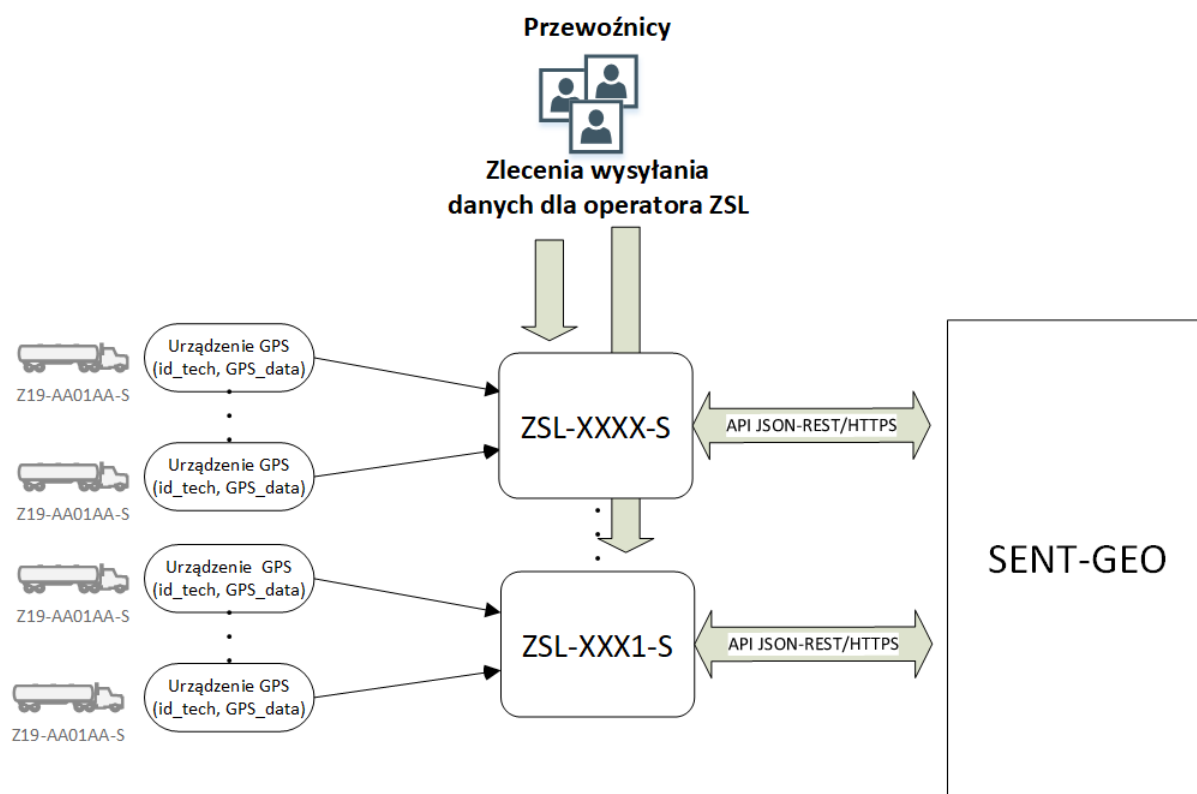 Przewoźnicy
Zlecenia wysyłania
danych dla operatora ZSL
Urządzenie GPS
(id_tech, GPS_data)
Z19-AA01AA-S
Urządzenie GPS
(id_tech, GPS_data)
Z19-AA01AA-S
ZSL-XXXX-S
API JSON-REST/HTTPS
Urządzenie GPS
(id_tech, GPS_data)
Z19-AA01AA-S
Urządzenie GPS
(id_tech, GPS_data)
Z19-AA01AA-S
ZSL-XXX1-S
API JSON-REST/HTTPS
SENT-GEO